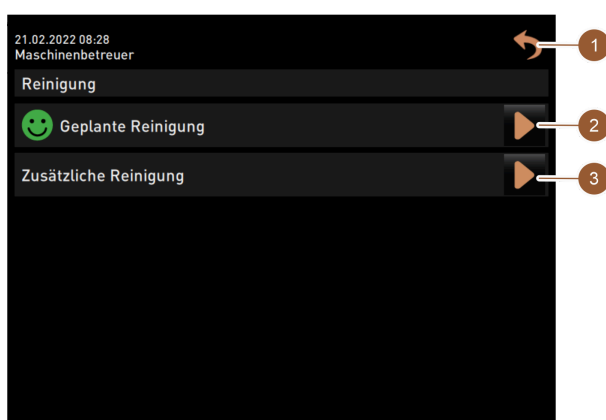 21.02.2022 08:28
Maschinenbetreuer
1
Reinigung
Geplante Reinigung
2
Zusätzliche Reinigung
3